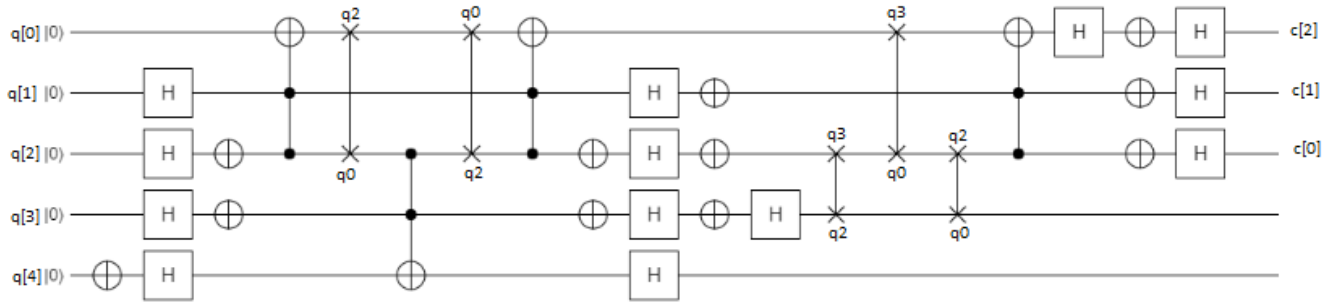 q2 q0 q3
q[0] |0⟩ H H c[2]
q[1] |0⟩ H H H c[1]
q3 q2
q[2] |0⟩ H H H c[0]
q0 q2 q0
q[3] |0⟩ H H H
q2 q0
q[4] |0⟩ H H